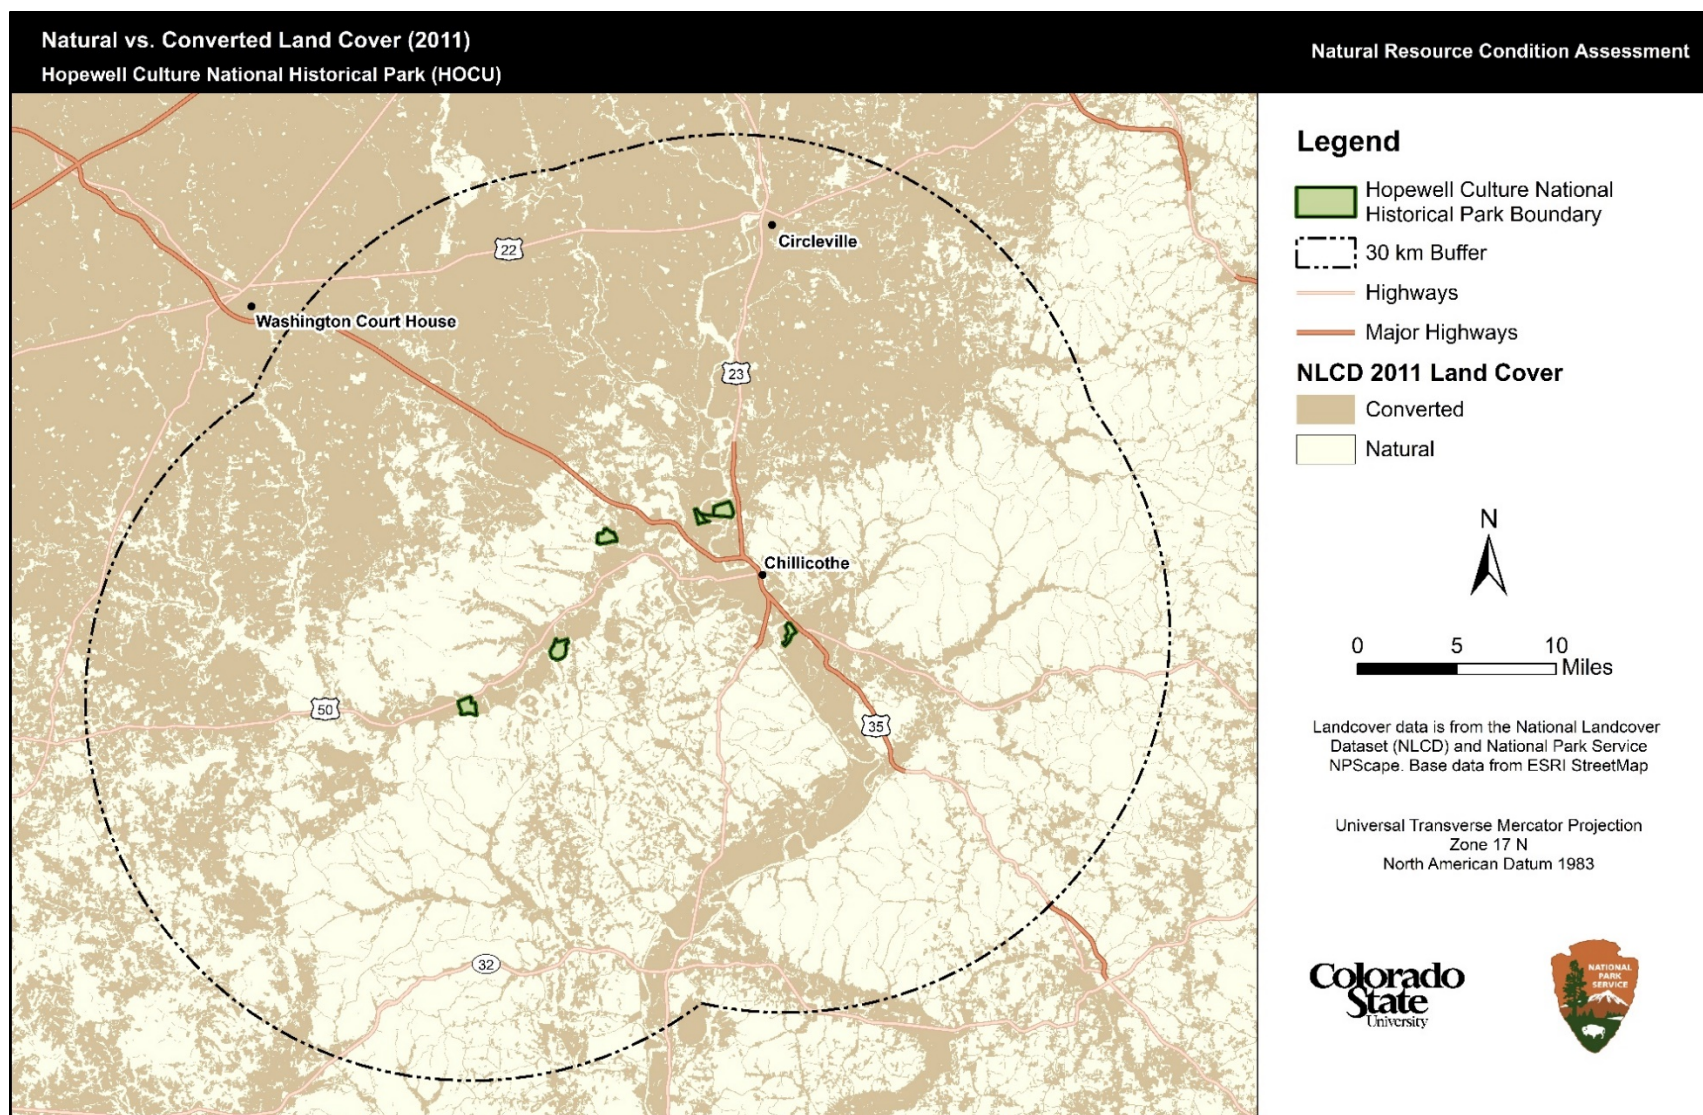 Natural vs. Converted Land Cover (2011)
Hopewell Culture National Historical Park (HOCU)
Natural Resource Condition Assessment
22
Circleville
Washington Court House
23
Chillicothe
50
35
32
Legend
Hopewell Culture National
Historical Park Boundary
30 km Buffer
Highways
Major Highways
NLCD 2011 Land Cover
Converted
Natural
N
0 5 10
Miles
Landcover data is from the National Landcover
Dataset (NLCD) and National Park Service
NPScape. Base data from ESRI StreetMap
Universal Transverse Mercator Projection
Zone 17 N
North American Datum 1983
Colorado
State
University
NATIONAL
PARK
SERVICE